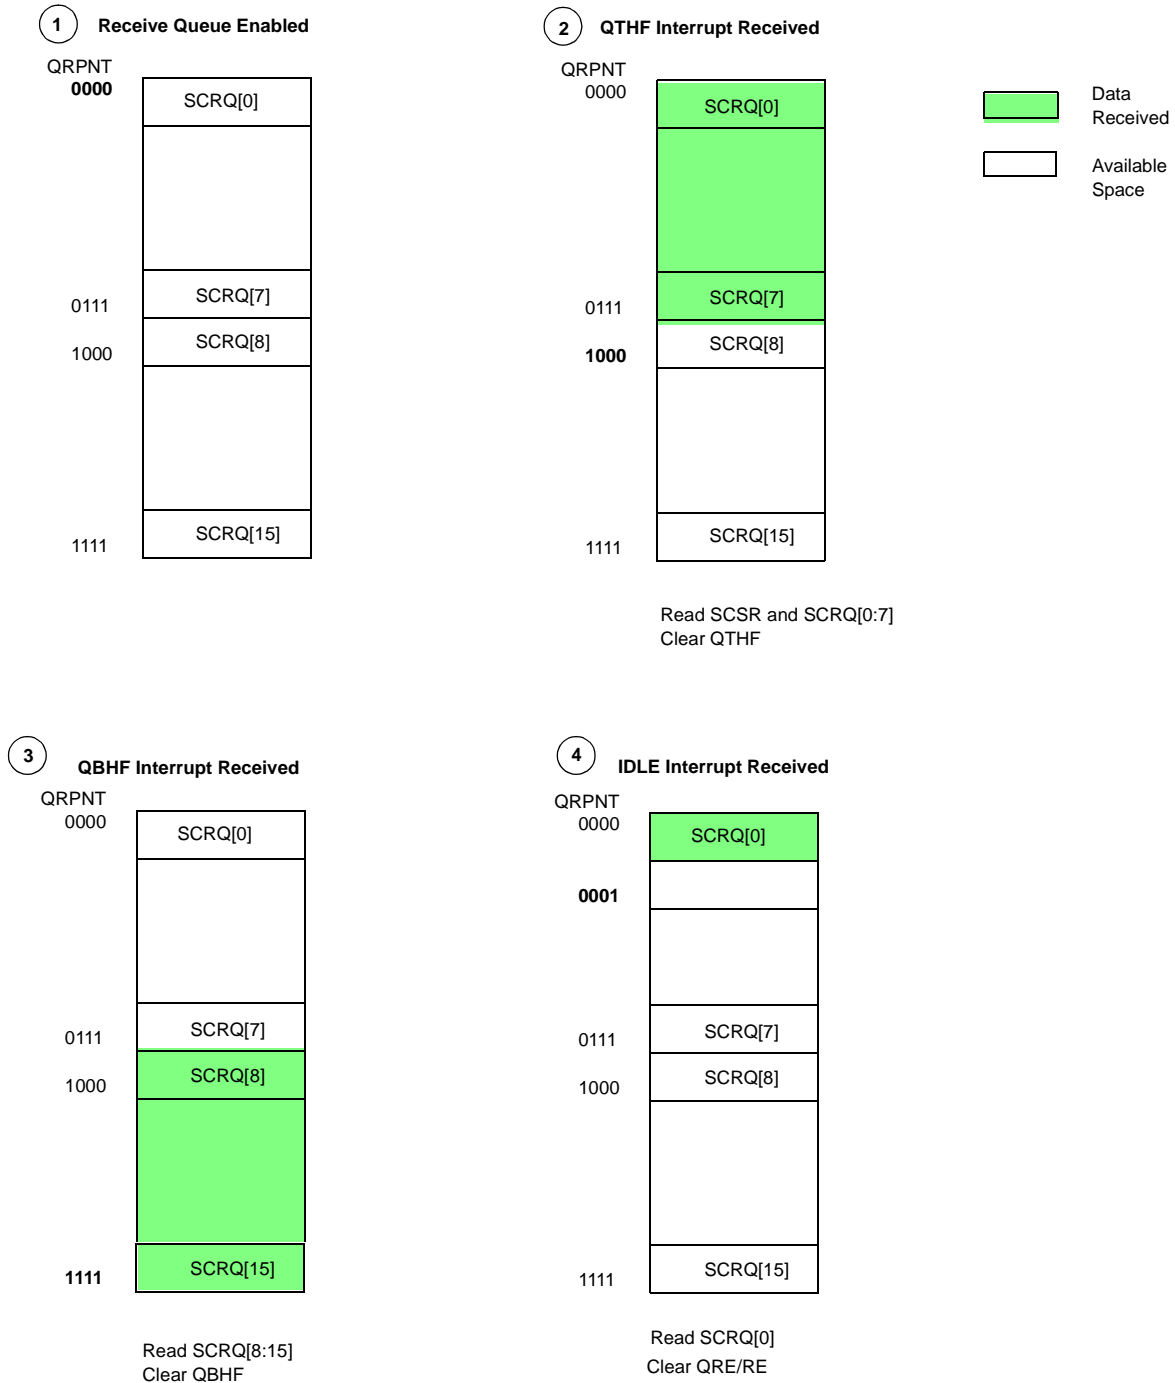 1 Receive Queue Enabled
QRPNT
0000
SCRQ[0]
0111
SCRQ[7]
1000
SCRQ[8]
1111
SCRQ[15]
2 QTHF Interrupt Received
QRPNT
0000
SCRQ[0]
0111
SCRQ[7]
1000
SCRQ[8]
1111
SCRQ[15]
Read SCSR and SCRQ[0:7]
Clear QTHF
Data
Received
Available
Space
3 QBHF Interrupt Received
QRPNT
0000
SCRQ[0]
0111
SCRQ[7]
1000
SCRQ[8]
1111
SCRQ[15]
Read SCRQ[8:15]
Clear QBHF
4 IDLE Interrupt Received
QRPNT
0000
SCRQ[0]
0001
0111
SCRQ[7]
1000
SCRQ[8]
1111
SCRQ[15]
Read SCRQ[0]
Clear QRE/RE